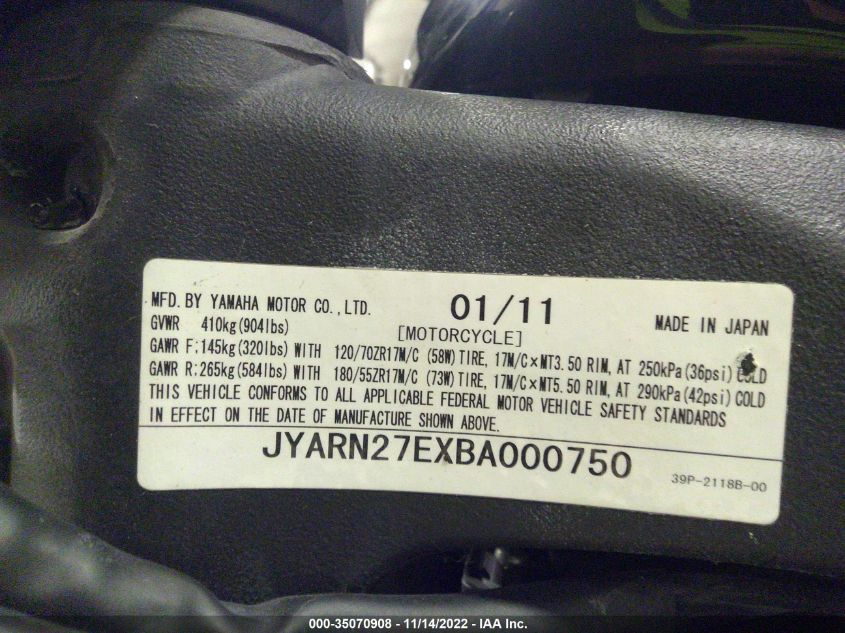 MFD. BY YAMAHA MOTOR CO., LTD. 01/11 MADE IN JAPAN
GVWR 410kg(904lbs) [MOTORCYCLE]
GAWR F;145kg(320lbs) WITH 120/70ZR17M/C (58W) TIRE, 17M/C×MT3.50 RIM, AT 250kPa(36psi) COLD
GAWR R:265kg(584lbs) WITH 180/55ZR17M/C (73W) TIRE, 17M/C×MT5.50 RIM, AT 290kPa(42psi) COLD
THIS VEHICLE CONFORMS TO ALL APPLICABLE FEDERAL MOTOR VEHICLE SAFETY STANDARDS
IN EFFECT ON THE DATE OF MANUFACTURE SHOWN ABOVE.
JYARN27EXBA000750
39P-2118B-00
000-35070908 - 11/14/2022 - IAA Inc.